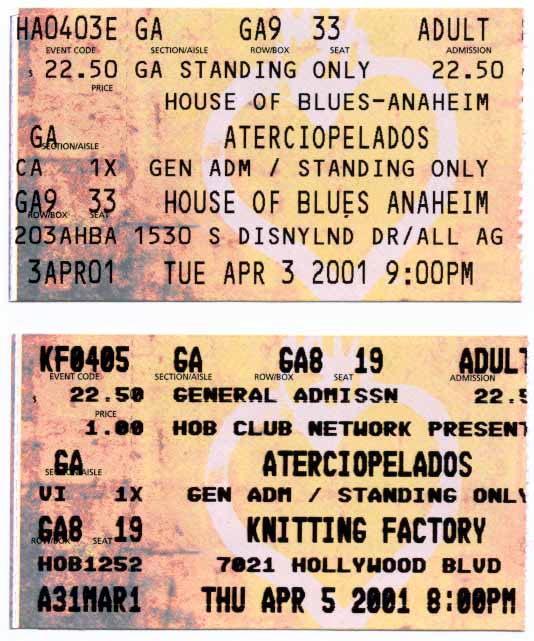 HA0403E GA GA9 33 ADULT
EVENT CODE SECTION/AISLE ROW/BOX SEAT ADMISSION
$ 22.50 GA STANDING ONLY 22.50
PRICE
HOUSE OF BLUES-ANAHEIM
GA ATERCIOPELADOS
SECTION/AISLE
CA 1X GEN ADM / STANDING ONLY
GA9 33 HOUSE OF BLUES ANAHEIM
ROW/BOX SEAT
203AHBA 1530 S DISNYLND DR/ALL AG
3APR01 TUE APR 3 2001 9:00PM
KF0405 GA GA8 19 ADULT
EVENT CODE SECTION/AISLE ROW/BOX SEAT ADMISSION
$ 22.50 GENERAL ADMISSN 22.5
PRICE
1.00 HOB CLUB NETWORK PRESENT
GA ATERCIOPELADOS
SECTION/AISLE
VI 1X GEN ADM / STANDING ONLY
GA8 19 KNITTING FACTORY
ROW/BOX SEAT
HOB1252 7021 HOLLYWOOD BLVD
A31MAR1 THU APR 5 2001 8:00PM